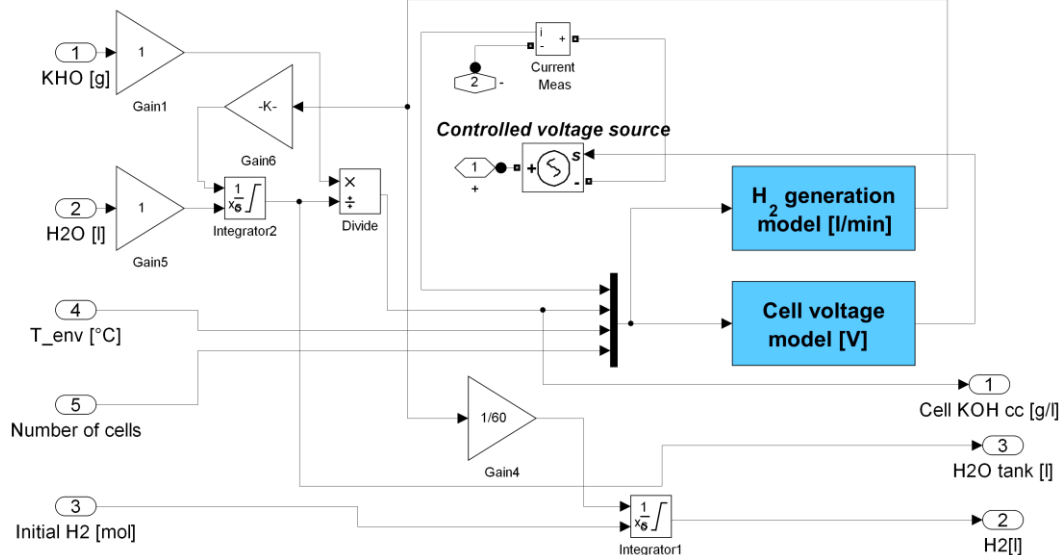 1
KHO [g]
1
Gain1
-K-
Gain6
2
H2O [l]
1
Gain5
Integrator2
×
÷
Divide
i
-
+
Current
Meas
2
-
Controlled voltage source
1
+
+
s
-
H2 generation
model [l/min]
Cell voltage
model [V]
4
T_env [°C]
5
Number of cells
1/60
Gain4
3
Initial H2 [mol]
Integrator1
1
Cell KOH cc [g/l]
3
H2O tank [l]
2
H2[l]